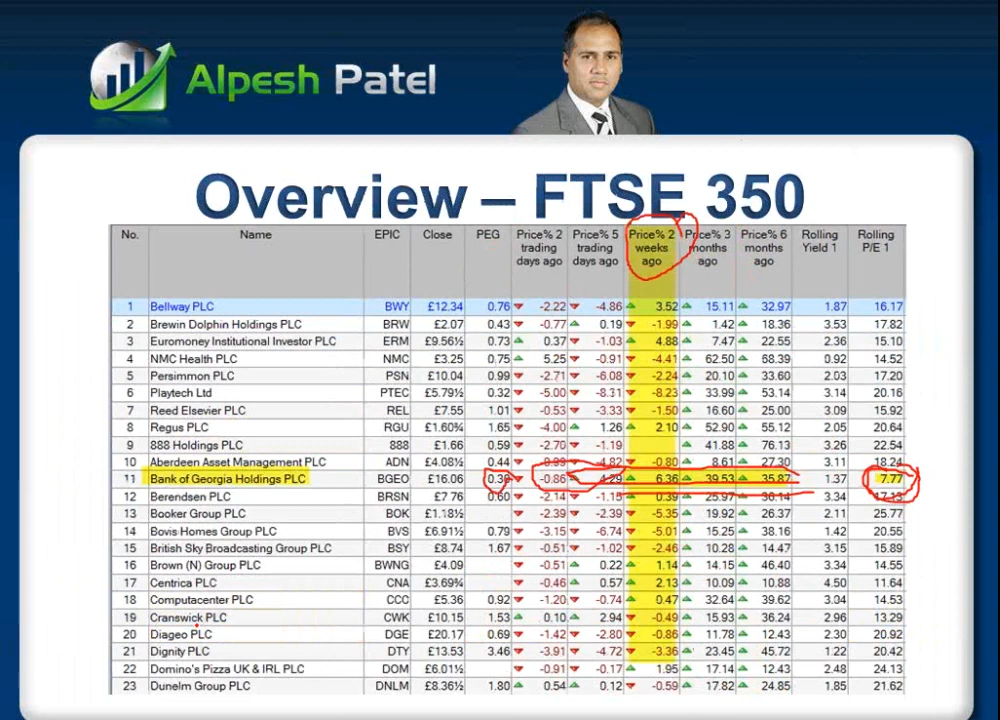 Alpesh Patel
Overview – FTSE 350
No. Name EPIC Close PEG Price% 2 trading days ago Price% 5 trading days ago Price% 2 weeks ago Price% 3 months ago Price% 6 months ago Rolling Yield 1 Rolling P/E 1
1 Bellway PLC BWY £12.34 0.76 -2.22 -4.86 3.52 15.11 32.97 1.87 16.17
2 Brewin Dolphin Holdings PLC BRW £2.07 0.43 -0.77 0.19 -1.99 1.42 18.36 3.53 17.82
3 Euromoney Institutional Investor PLC ERM £9.56½ 0.73 0.37 -1.03 4.88 7.47 22.55 2.36 15.10
4 NMC Health PLC NMC £3.25 0.75 5.25 -0.91 -4.41 62.50 68.39 0.92 14.52
5 Persimmon PLC PSN £10.04 0.99 -2.71 -6.08 -2.24 20.10 33.60 2.03 17.20
6 Playtech Ltd PTEC £5.79½ 0.32 -5.00 -8.31 -8.23 33.99 53.14 3.14 20.16
7 Reed Elsevier PLC REL £7.55 1.01 -0.53 -3.33 -1.50 16.60 25.00 3.09 15.92
8 Regus PLC RGU £1.60¾ 1.65 -4.00 1.26 2.10 52.90 55.12 2.05 20.64
9 888 Holdings PLC 888 £1.66 0.59 -2.70 -1.19 41.88 76.13 3.26 22.54
10 Aberdeen Asset Management PLC ADN £4.08½ 0.44 -4.82 -0.80 8.61 27.30 3.11 18.24
11 Bank of Georgia Holdings PLC BGEO £16.06 -0.86 4.29 6.36 39.53 35.87 1.37 7.77
12 Berendsen PLC BRSN £7.76 0.60 -2.14 -1.15 0.39 25.97 3.34 17.13
13 Booker Group PLC BOK £1.18½ -2.39 -2.39 -5.35 19.92 26.37 2.11 25.77
14 Bovis Homes Group PLC BVS £6.91½ 0.79 -3.15 -6.74 -5.01 15.25 38.16 1.42 20.55
15 British Sky Broadcasting Group PLC BSY £8.74 1.67 -0.51 -1.02 -2.46 10.28 14.47 3.15 15.89
16 Brown (N) Group PLC BWNG £4.09 -0.51 0.22 1.14 14.15 46.40 3.34 14.55
17 Centrica PLC CNA £3.69¾ -0.46 0.57 2.13 10.09 10.88 4.50 11.64
18 Computacenter PLC CCC £5.36 0.92 -1.20 -0.74 0.47 32.64 39.62 3.04 14.53
19 Cranswick PLC CWK £10.15 1.53 0.10 2.94 -0.49 15.93 36.24 2.96 13.29
20 Diageo PLC DGE £20.17 0.69 -1.42 -2.80 -0.86 11.78 12.43 2.30 20.92
21 Dignity PLC DTY £13.53 3.46 -3.91 -4.72 -3.36 23.45 45.72 1.22 20.42
22 Domino's Pizza UK & IRL PLC DOM £6.01½ -0.91 -0.17 1.95 17.14 12.43 2.48 24.13
23 Dunelm Group PLC DNLM £8.36½ 1.80 0.54 0.12 -0.59 17.82 24.85 1.85 21.62